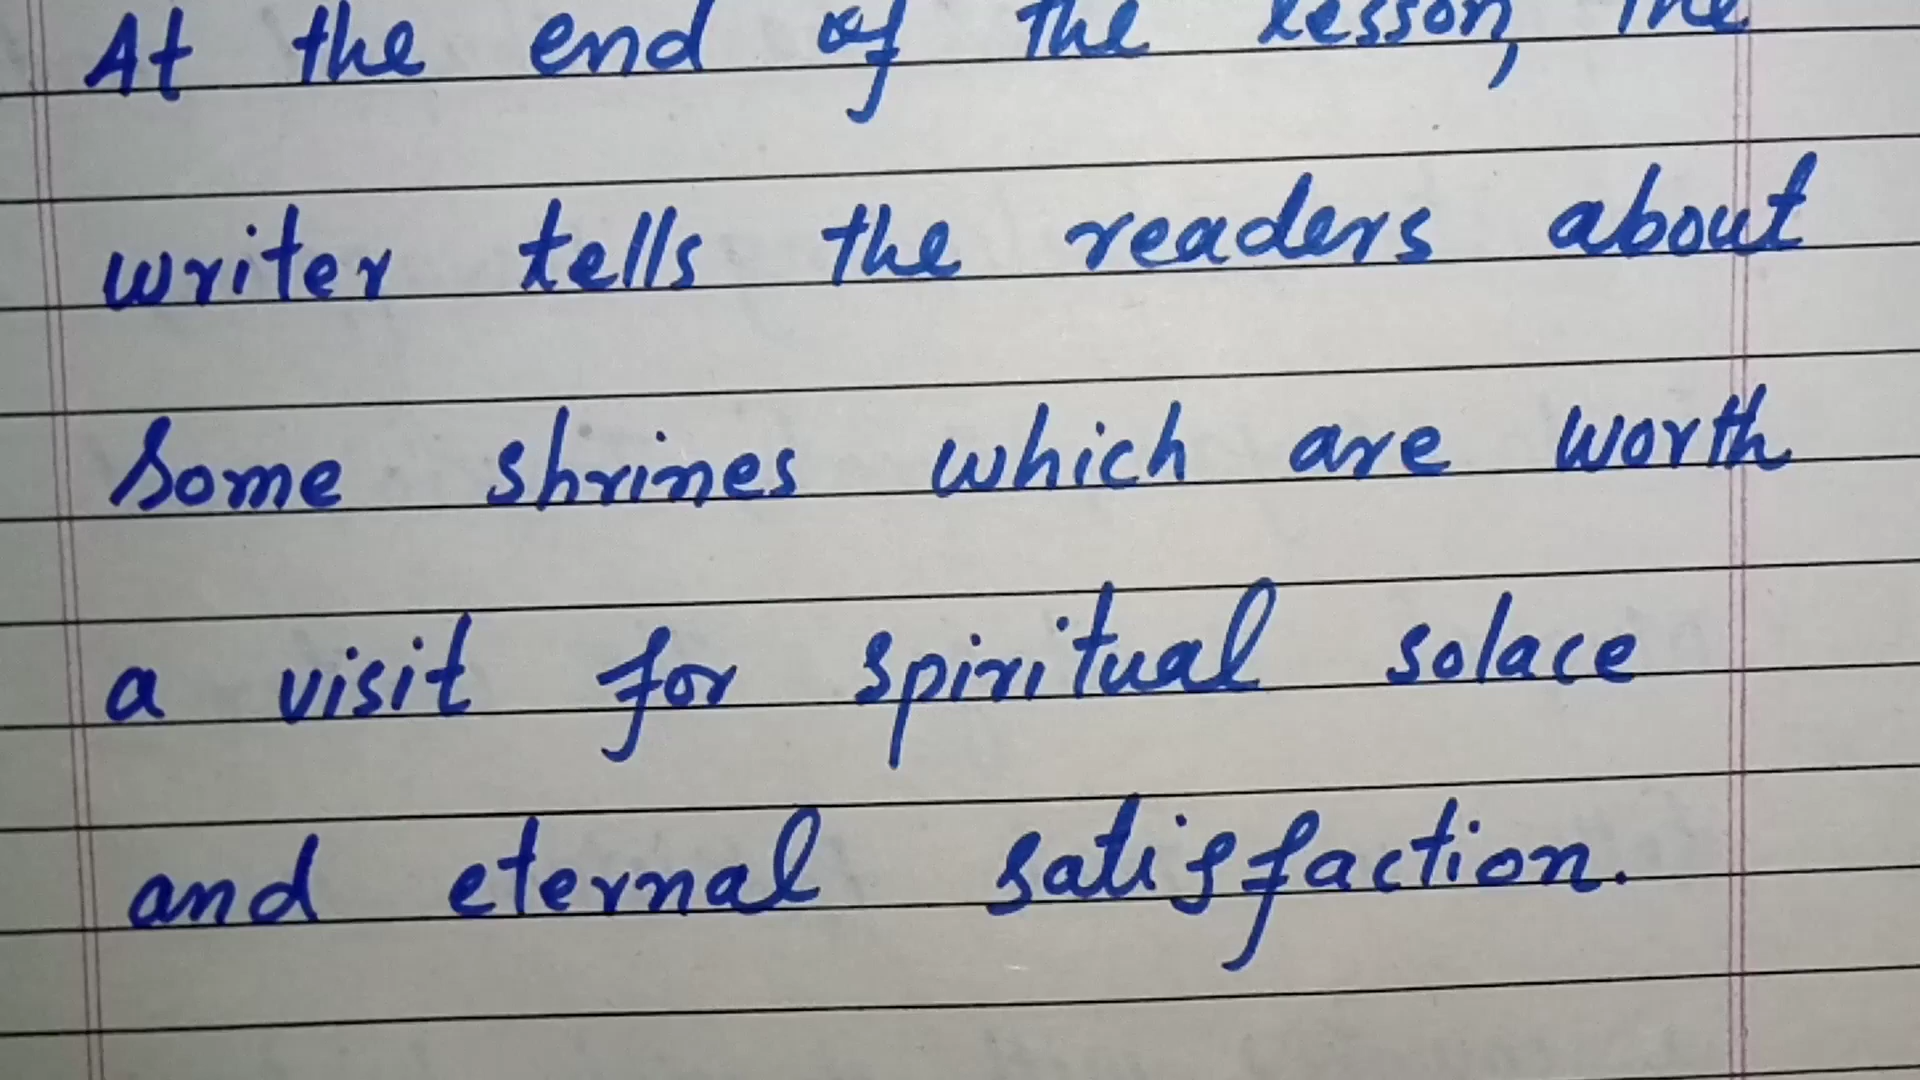 At the end of the lesson, the
writer tells the readers about
Some shrines which are worth
a visit for spiritual solace
and eternal satisfaction.